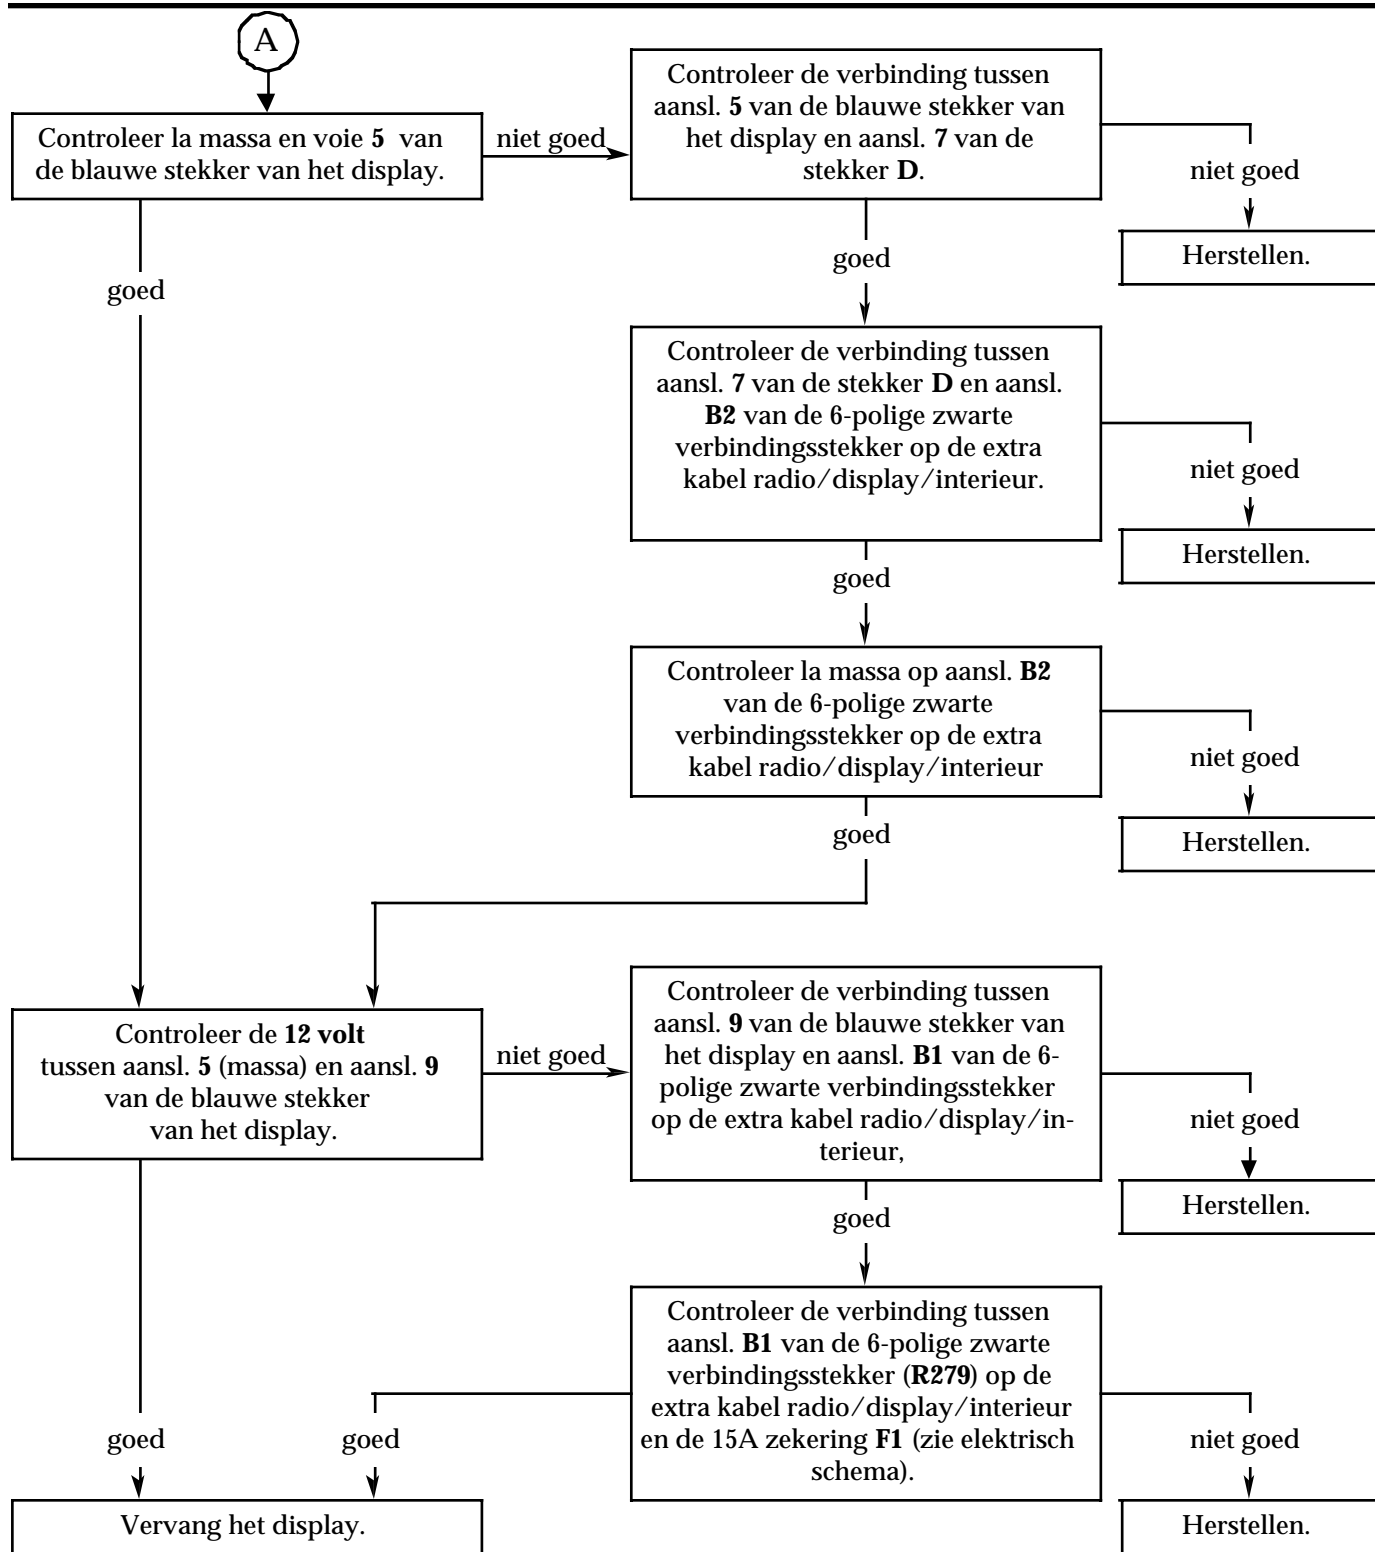 A
Controleer la massa en voie 5 van
de blauwe stekker van het display.
niet goed
Controleer de verbinding tussen
aansl. 5 van de blauwe stekker van
het display en aansl. 7 van de
stekker D.
niet goed
Herstellen.
goed
goed
Controleer de verbinding tussen
aansl. 7 van de stekker D en aansl.
B2 van de 6-polige zwarte
verbindingsstekker op de extra
kabel radio/display/interieur.
niet goed
Herstellen.
goed
Controleer la massa op aansl. B2
van de 6-polige zwarte
verbindingsstekker op de extra
kabel radio/display/interieur
niet goed
Herstellen.
goed
Controleer de 12 volt
tussen aansl. 5 (massa) en aansl. 9
van de blauwe stekker
van het display.
niet goed
Controleer de verbinding tussen
aansl. 9 van de blauwe stekker van
het display en aansl. B1 van de 6-
polige zwarte verbindingsstekker
op de extra kabel radio/display/in-
terieur,
niet goed
Herstellen.
goed
Controleer de verbinding tussen
aansl. B1 van de 6-polige zwarte
verbindingsstekker (R279) op de
extra kabel radio/display/interieur
en de 15A zekering F1 (zie elektrisch
schema).
goed
goed
niet goed
Vervang het display.
Herstellen.